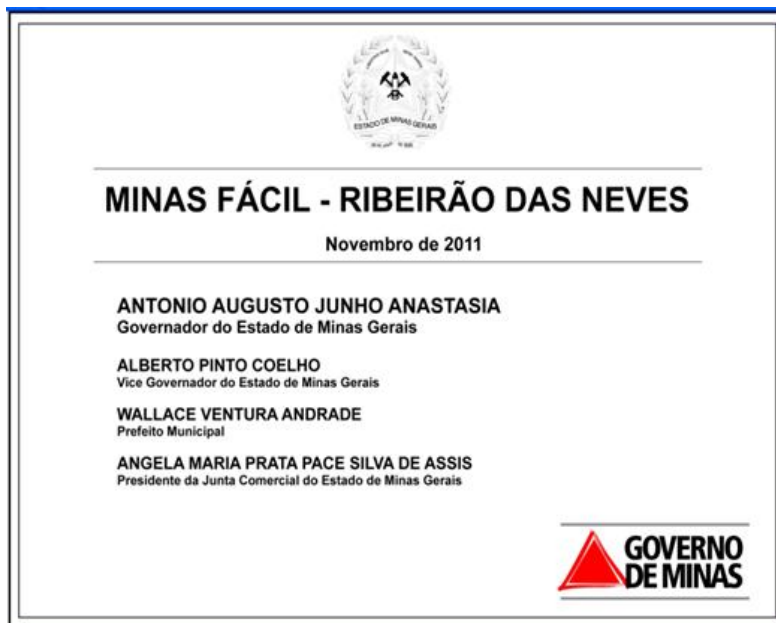 ESTADO DE MINAS GERAIS
MINAS FÁCIL - RIBEIRÃO DAS NEVES
Novembro de 2011
ANTONIO AUGUSTO JUNHO ANASTASIA
Governador do Estado de Minas Gerais
ALBERTO PINTO COELHO
Vice Governador do Estado de Minas Gerais
WALLACE VENTURA ANDRADE
Prefeito Municipal
ANGELA MARIA PRATA PACE SILVA DE ASSIS
Presidente da Junta Comercial do Estado de Minas Gerais
GOVERNO
DE MINAS